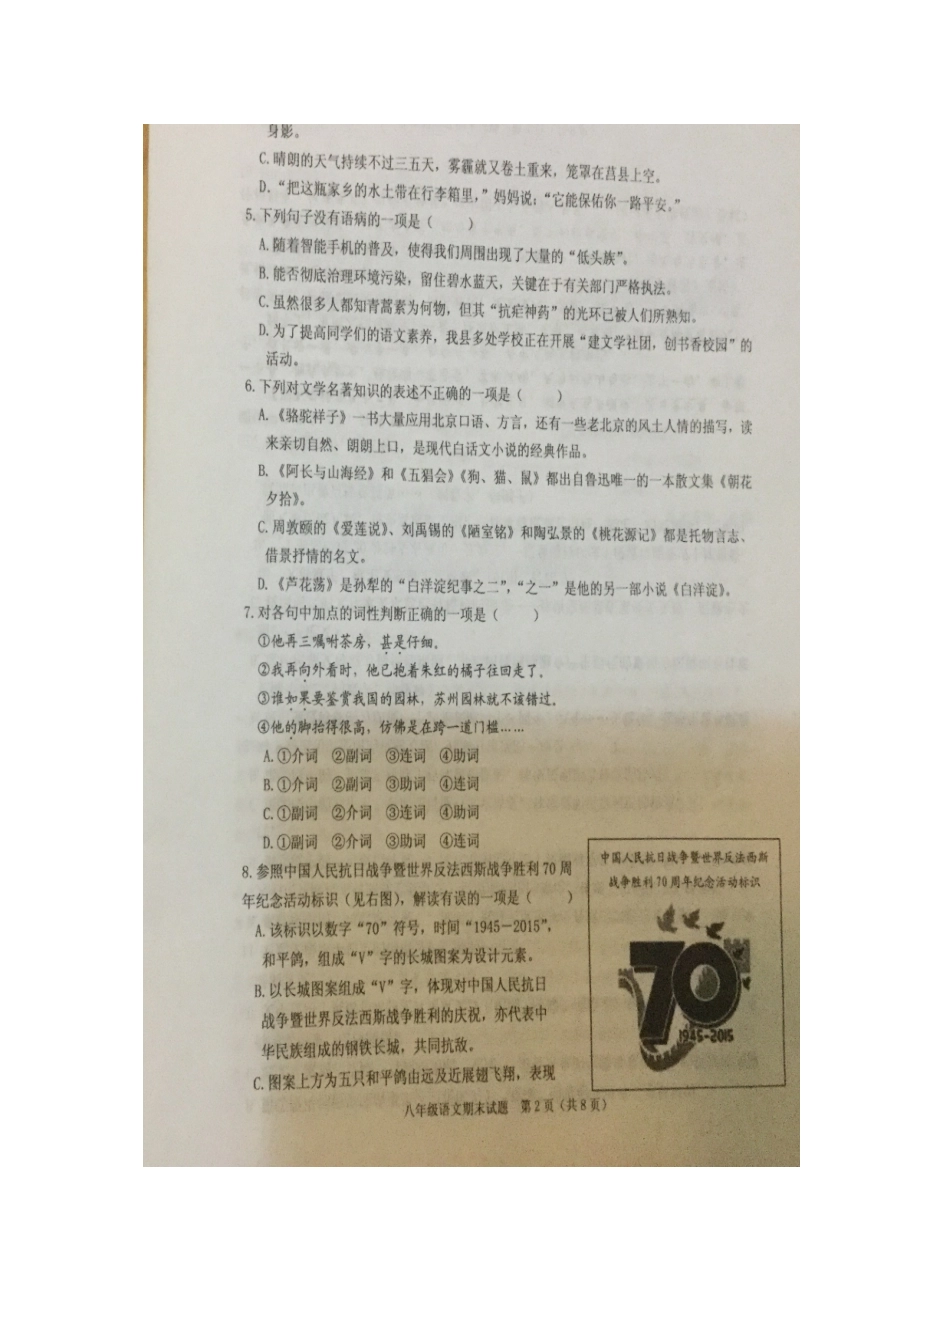 身影。
C.晴朗的天气持续不过三五天，雾霾就又卷土重来，笼罩在莒县上空。
D.“把这瓶家乡的水土带在行李箱里，”妈妈说：“它能保佑你一路平安。”
5.下列句子没有语病的一项是（　　）
A.随着智能手机的普及，使得我们周围出现了大量的“低头族”。
B.能否彻底治理环境污染，留住碧水蓝天，关键在于有关部门严格执法。
C.虽然很多人都知青蒿素为何物，但其“抗疟神药”的光环已被人们所熟知。
D.为了提高同学们的语文素养，我县多处学校正在开展“建文学社团，创书香校园”的
活动。
6.下列对文学名著知识的表述不正确的一项是（　　）
A.《骆驼祥子》一书大量应用北京口语、方言，还有一些老北京的风土人情的描写，读
来亲切自然、朗朗上口，是现代白话文小说的经典作品。
B.《阿长与山海经》和《五猖会》《狗、猫、鼠》都出自鲁迅唯一的一本散文集《朝花
夕拾》。
C.周敦颐的《爱莲说》、刘禹锡的《陋室铭》和陶弘景的《桃花源记》都是托物言志、
借景抒情的名文。
D.《芦花荡》是孙犁的“白洋淀纪事之二”，“之一”是他的另一部小说《白洋淀》。
7.对各句中加点的词性判断正确的一项是（　　）
①他再三嘱咐茶房，甚是仔细。
②我再向外看时，他已抱着朱红的橘子往回走了。
③谁如果要鉴赏我国的园林，苏州园林就不该错过。
④他的脚抬得很高，仿佛是在跨一道门槛……
A.①介词　②副词　③连词　④助词
B.①介词　②副词　③助词　④连词
C.①副词　②介词　③连词　④助词
D.①副词　②介词　③助词　④连词
8.参照中国人民抗日战争暨世界反法西斯战争胜利70周
年纪念活动标识（见右图），解读有误的一项是（　　）
A.该标识以数字“70”符号，时间“1945－2015”，
和平鸽，组成“V”字的长城图案为设计元素。
B.以长城图案组成“V”字，体现对中国人民抗日
战争暨世界反法西斯战争胜利的庆祝，亦代表中
华民族组成的钢铁长城，共同抗敌。
C.图案上方为五只和平鸽由远及近展翅飞翔，表现
中国人民抗日战争暨世界反法西斯
战争胜利70周年纪念活动标识
70
1945-2015
八年级语文期末试题　第2页（共8页）